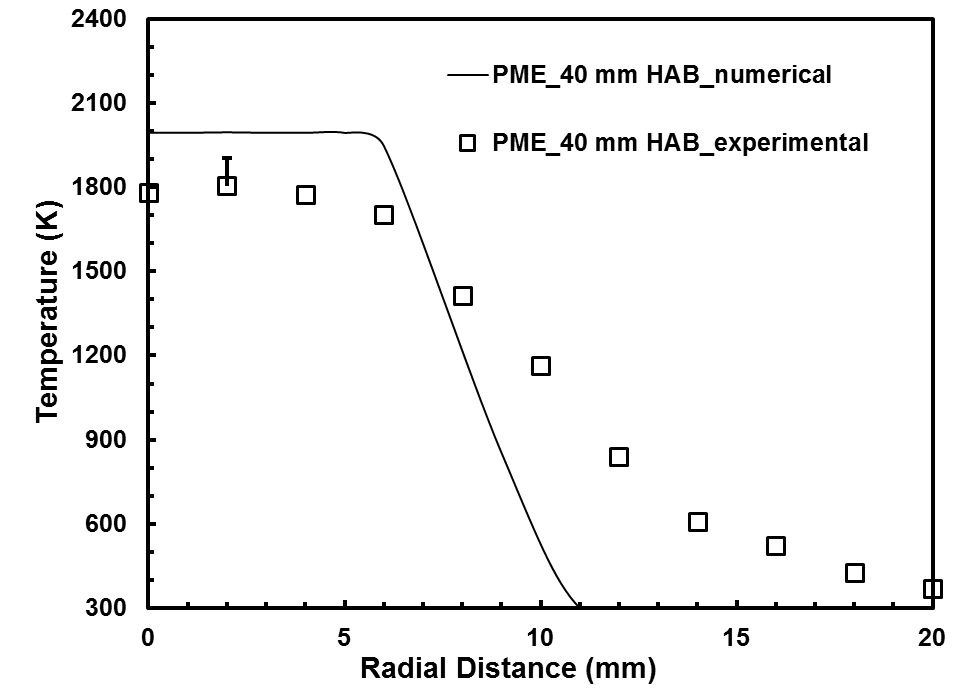 2400
PME_40 mm HAB_numerical
2100
PME_40 mm HAB_experimental
1800
1500
1200
900
600
300
Temperature (K)
0 5 10 15 20
Radial Distance (mm)